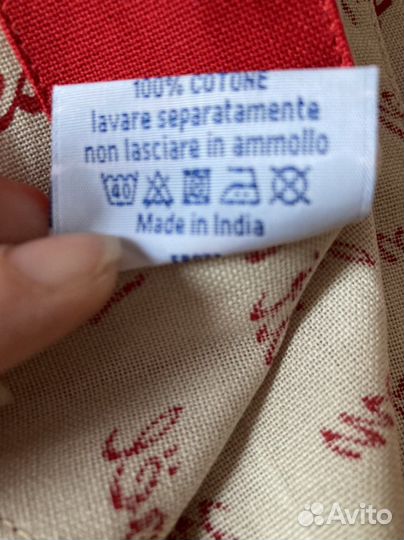 100% COTONE
lavare separatamente
non lasciare in ammollo
40
Made in India
Avito